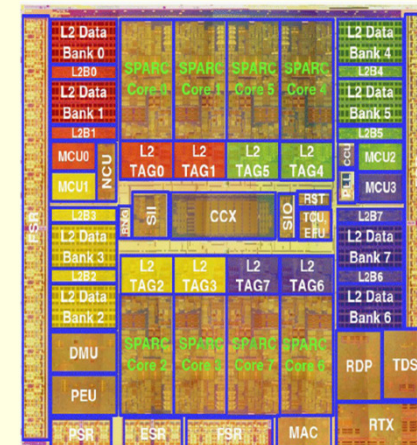 L2 Data
Bank 0
L2B0
L2 Data
Bank 1
L2B1
MCU0
MCU1
NCU
SPARC
Core 0
SPARC
Core 1
SPARC
Core 5
SPARC
Core 4
L2 Data
Bank 4
L2B4
L2 Data
Bank 5
L2B5
CCU
MCU2
PLL
MCU3
L2
TAG0
L2
TAG1
L2
TAG5
L2
TAG4
FSR
L2B3
L2 Data
Bank 3
L2B2
L2 Data
Bank 2
RNG
SII
CCX
SIO
RST
TCU,
EFU
L2B7
L2 Data
Bank 7
L2B6
L2 Data
Bank 6
L2
TAG2
L2
TAG3
L2
TAG7
L2
TAG6
SPARC
Core 2
SPARC
Core 3
SPARC
Core 7
SPARC
Core 6
DMU
PEU
RDP
TDS
RTX
PSR
ESR
FSR
MAC